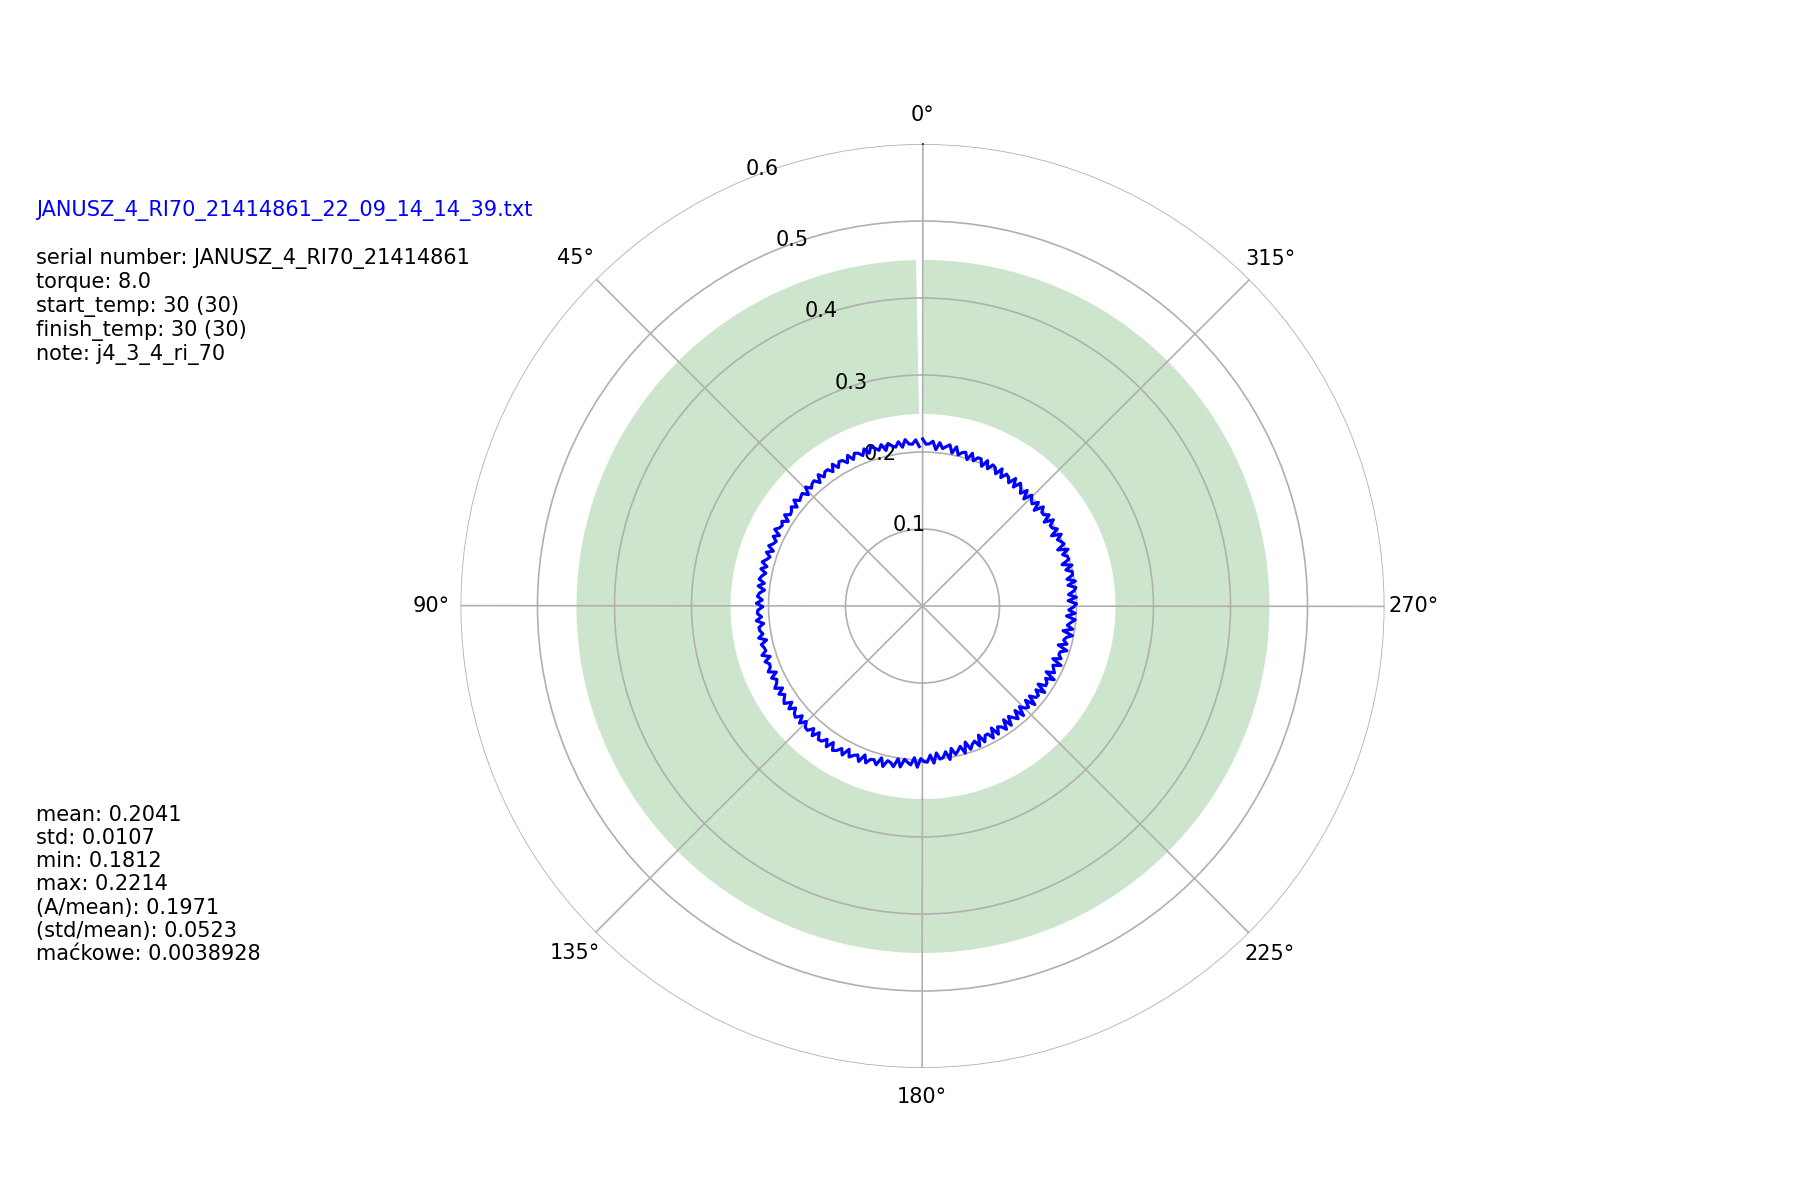 0°
0.6
JANUSZ_4_RI70_21414861_22_09_14_14_39.txt
0.5
serial number: JANUSZ_4_RI70_21414861
45°
315°
torque: 8.0
start_temp: 30 (30)
0.4
finish_temp: 30 (30)
note: j4_3_4_ri_70
0.3
0.2
0.1
90°
270°
mean: 0.2041
std: 0.0107
min: 0.1812
max: 0.2214
(A/mean): 0.1971
(std/mean): 0.0523
maćkowe: 0.0038928
135°
225°
180°